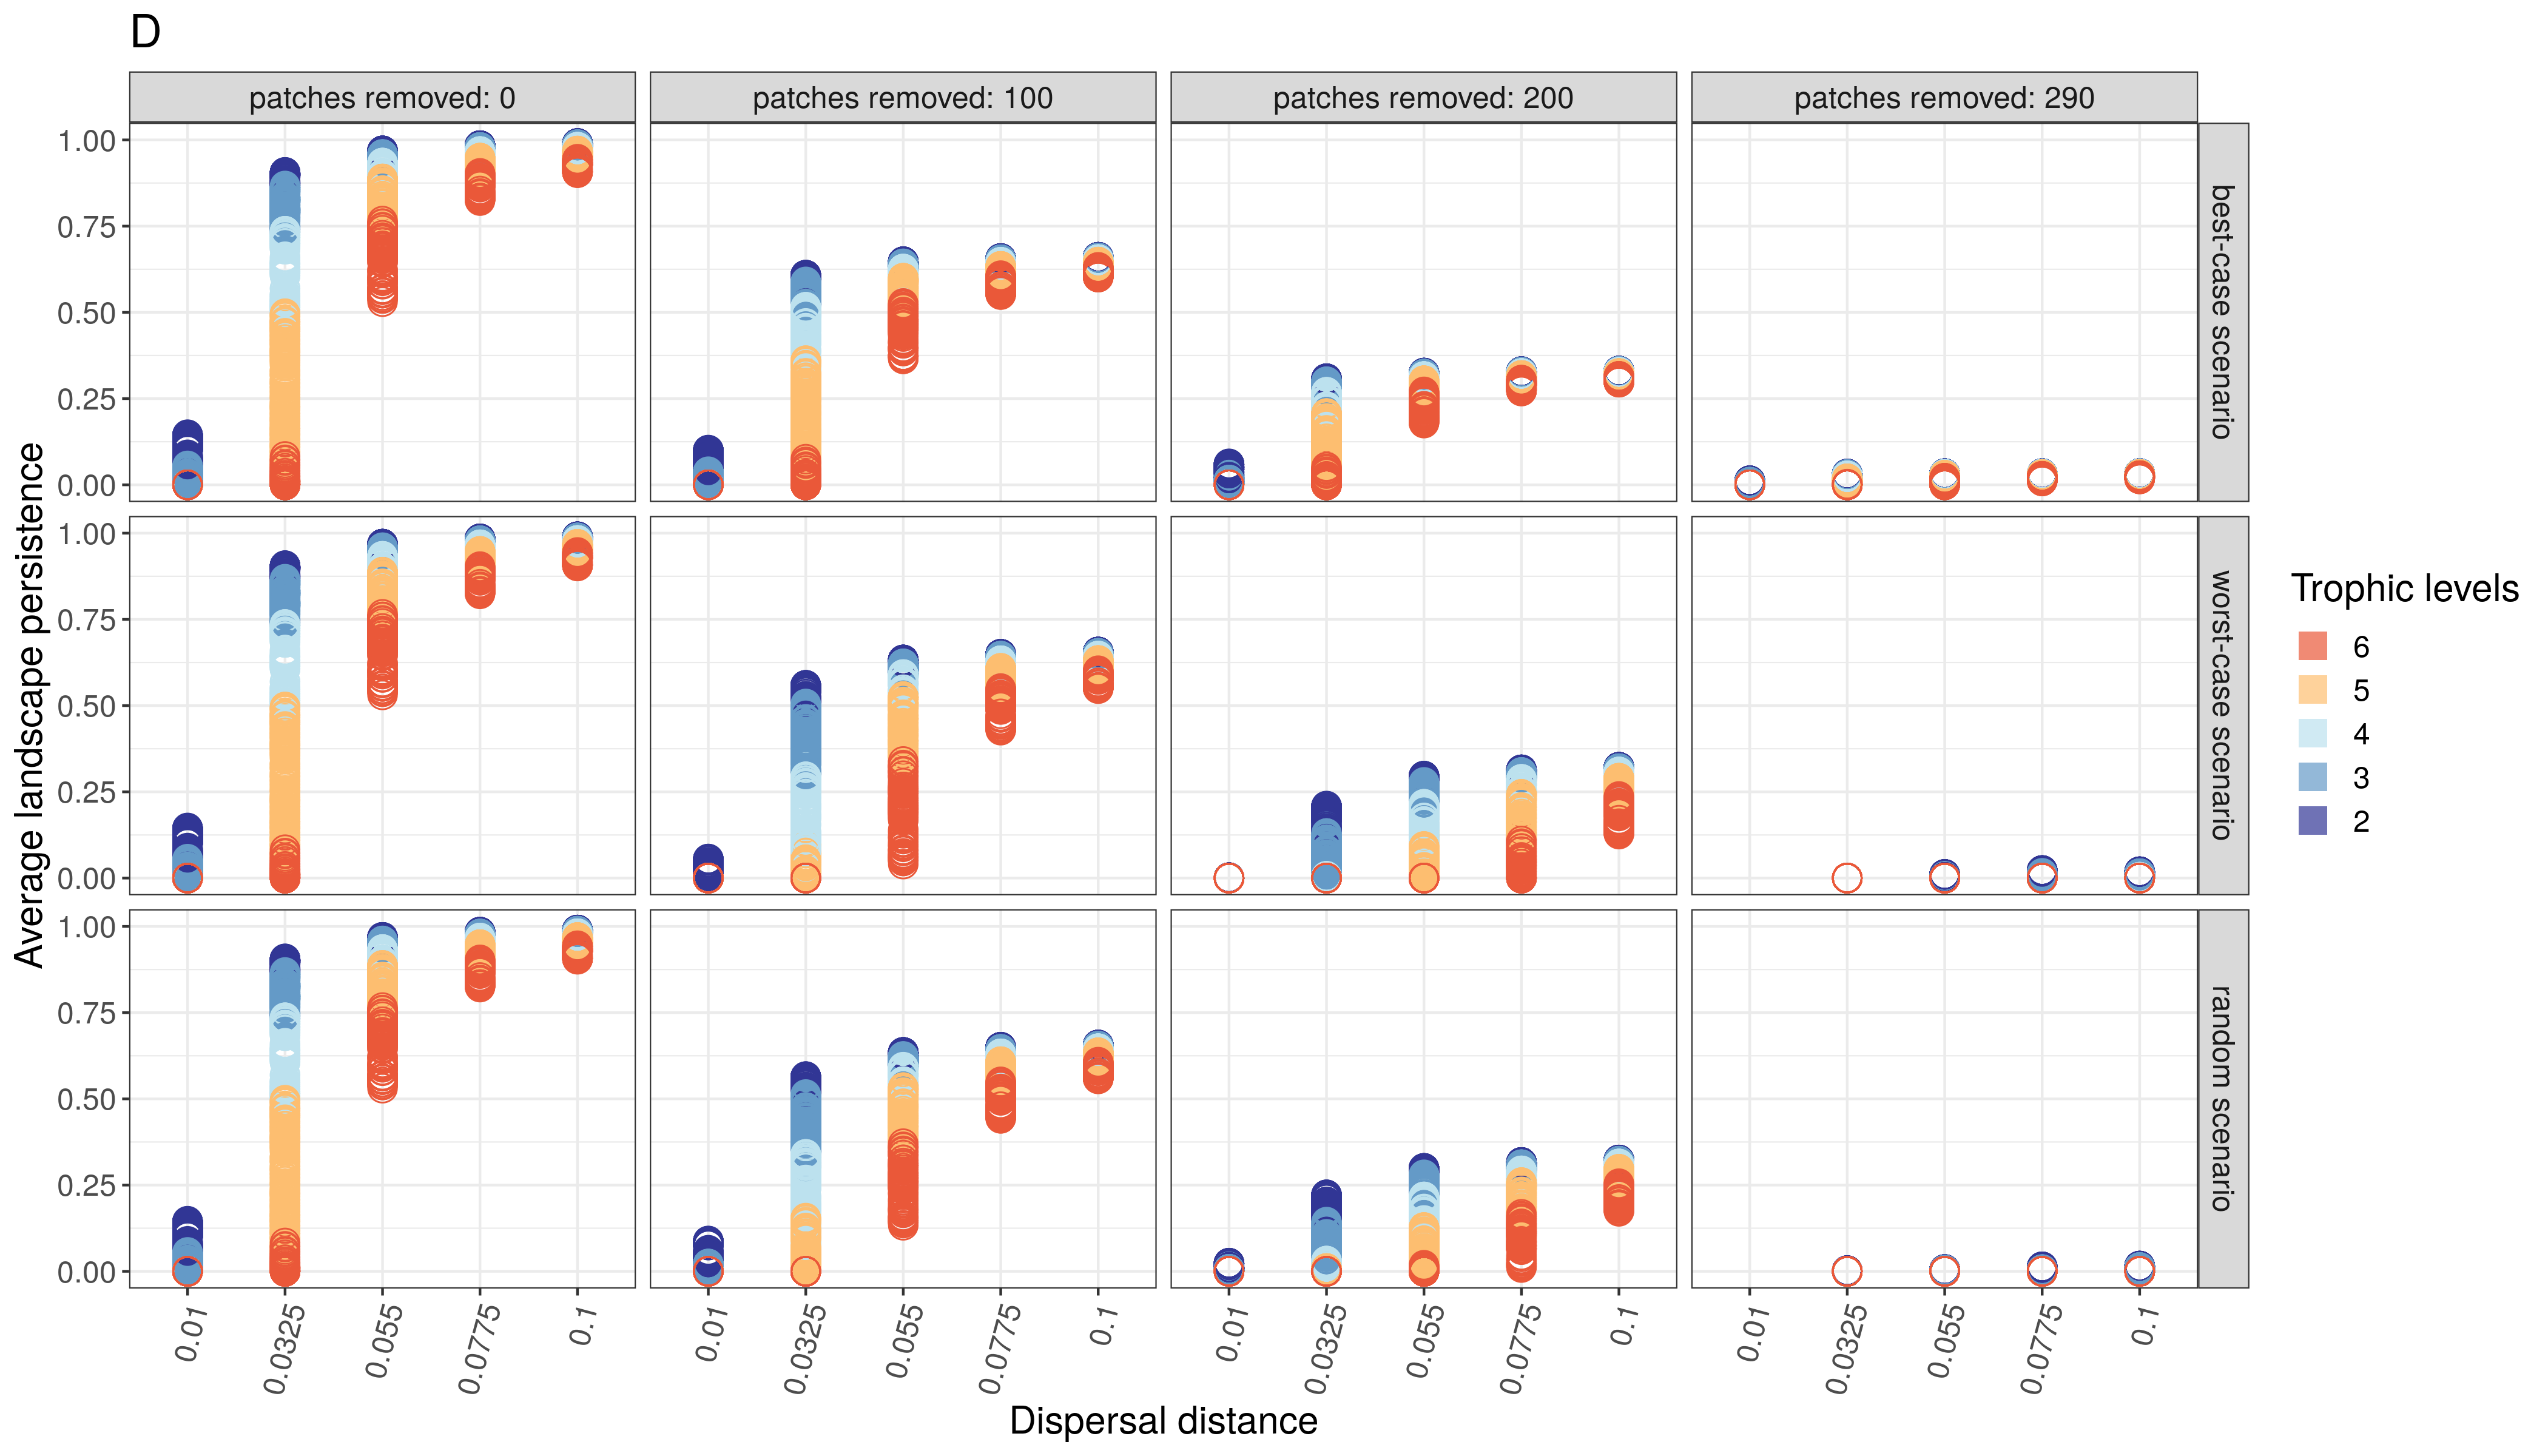 D
patches removed: 0
patches removed: 100
patches removed: 200
patches removed: 290
Average landscape persistence
1.00
0.75
0.50
0.25
0.00
best-case scenario
1.00
0.75
0.50
0.25
0.00
worst-case scenario
1.00
0.75
0.50
0.25
0.00
random scenario
0.01 0.0325 0.055 0.0775 0.1
0.01 0.0325 0.055 0.0775 0.1
0.01 0.0325 0.055 0.0775 0.1
0.01 0.0325 0.055 0.0775 0.1
Dispersal distance
Trophic levels
6
5
4
3
2